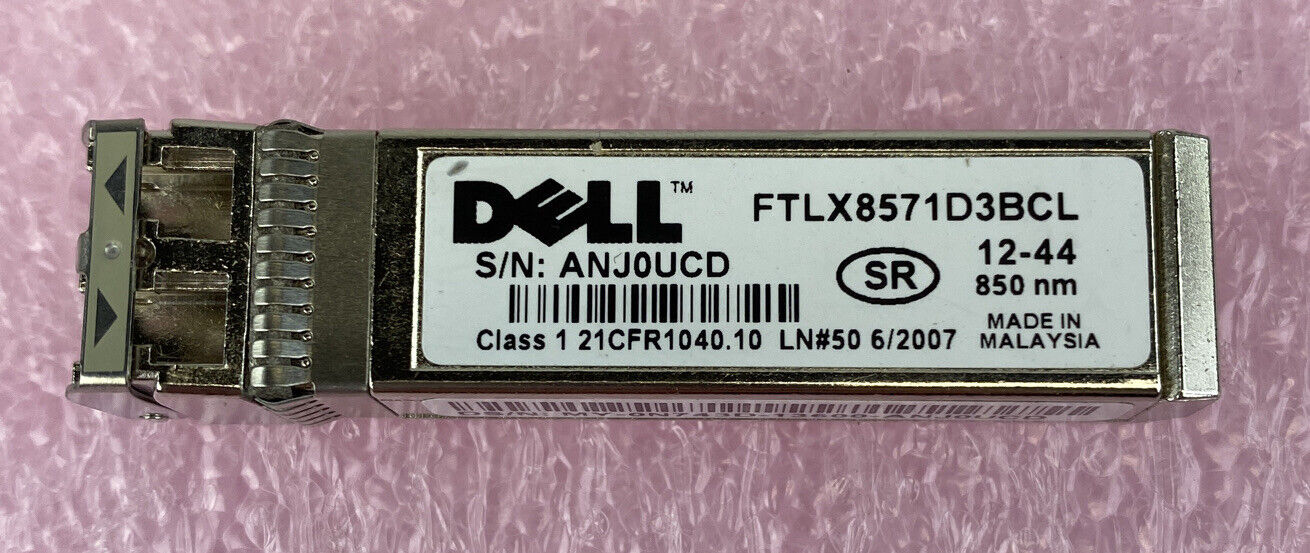 DELL™
FTLX8571D3BCL
S/N: ANJ0UCD
SR
12-44
850 nm
Class 1 21CFR1040.10 LN#50 6/2007
MADE IN
MALAYSIA